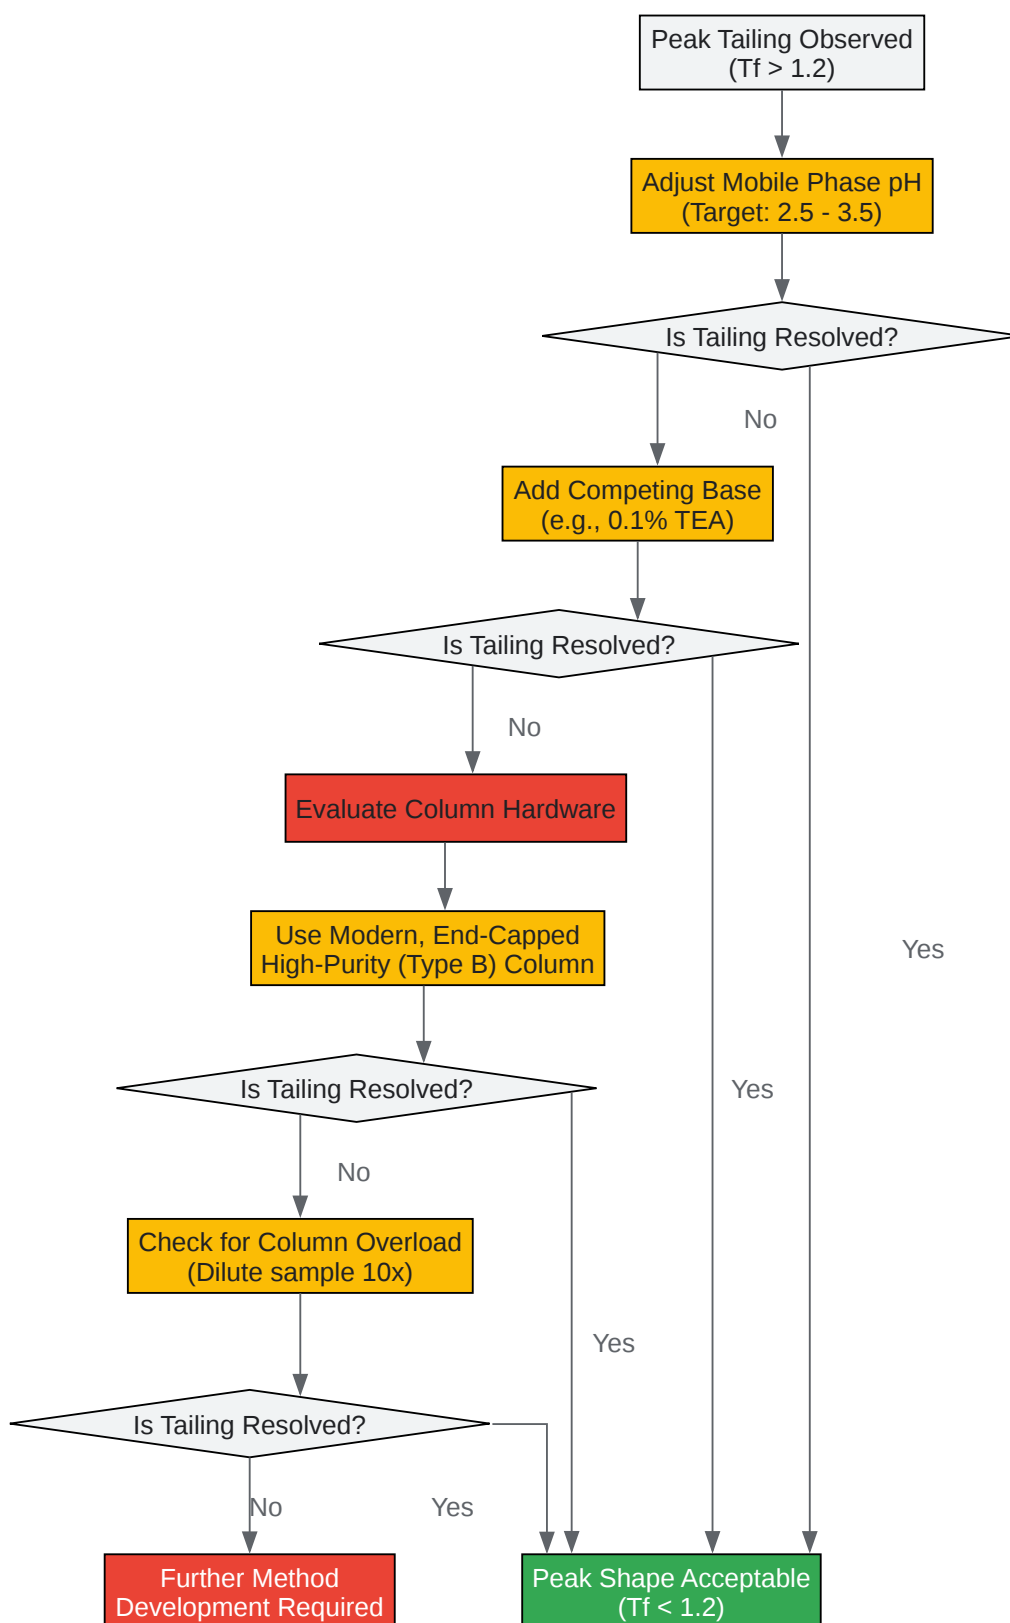 Peak Tailing Observed
(Tf > 1.2)
Adjust Mobile Phase pH
(Target: 2.5 - 3.5)
Is Tailing Resolved?
No
Add Competing Base
(e.g., 0.1% TEA)
Is Tailing Resolved?
No
Evaluate Column Hardware
Use Modern, End-Capped
High-Purity (Type B) Column
Yes
Is Tailing Resolved?
Yes
No
Check for Column Overload
(Dilute sample 10x)
Yes
Is Tailing Resolved?
No
Yes
Further Method
Development Required
Peak Shape Acceptable
(Tf < 1.2)